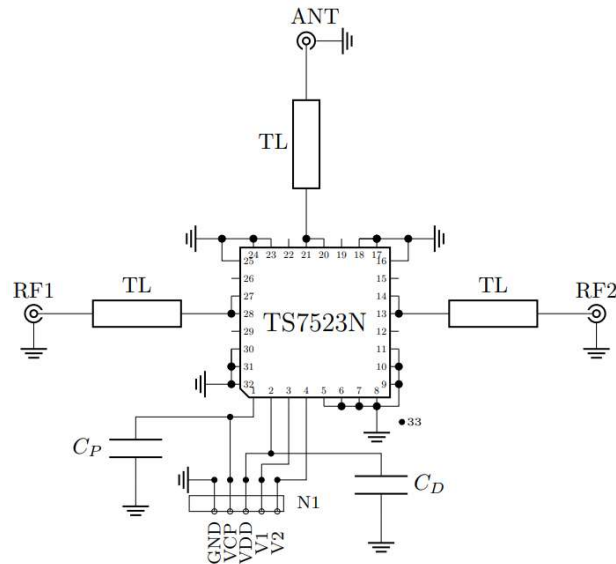 ANT
TL
24 23 22 21 20 19 18 17
25 16
26 15
TL 27 14 TL
RF1 28 TS7523N 13 RF2
29 12
30 11
31 10
32 9
1 2 3 4 5 6 7 8
33
C_P
C_D
N1
GND
VCP
VDD
V1
V2